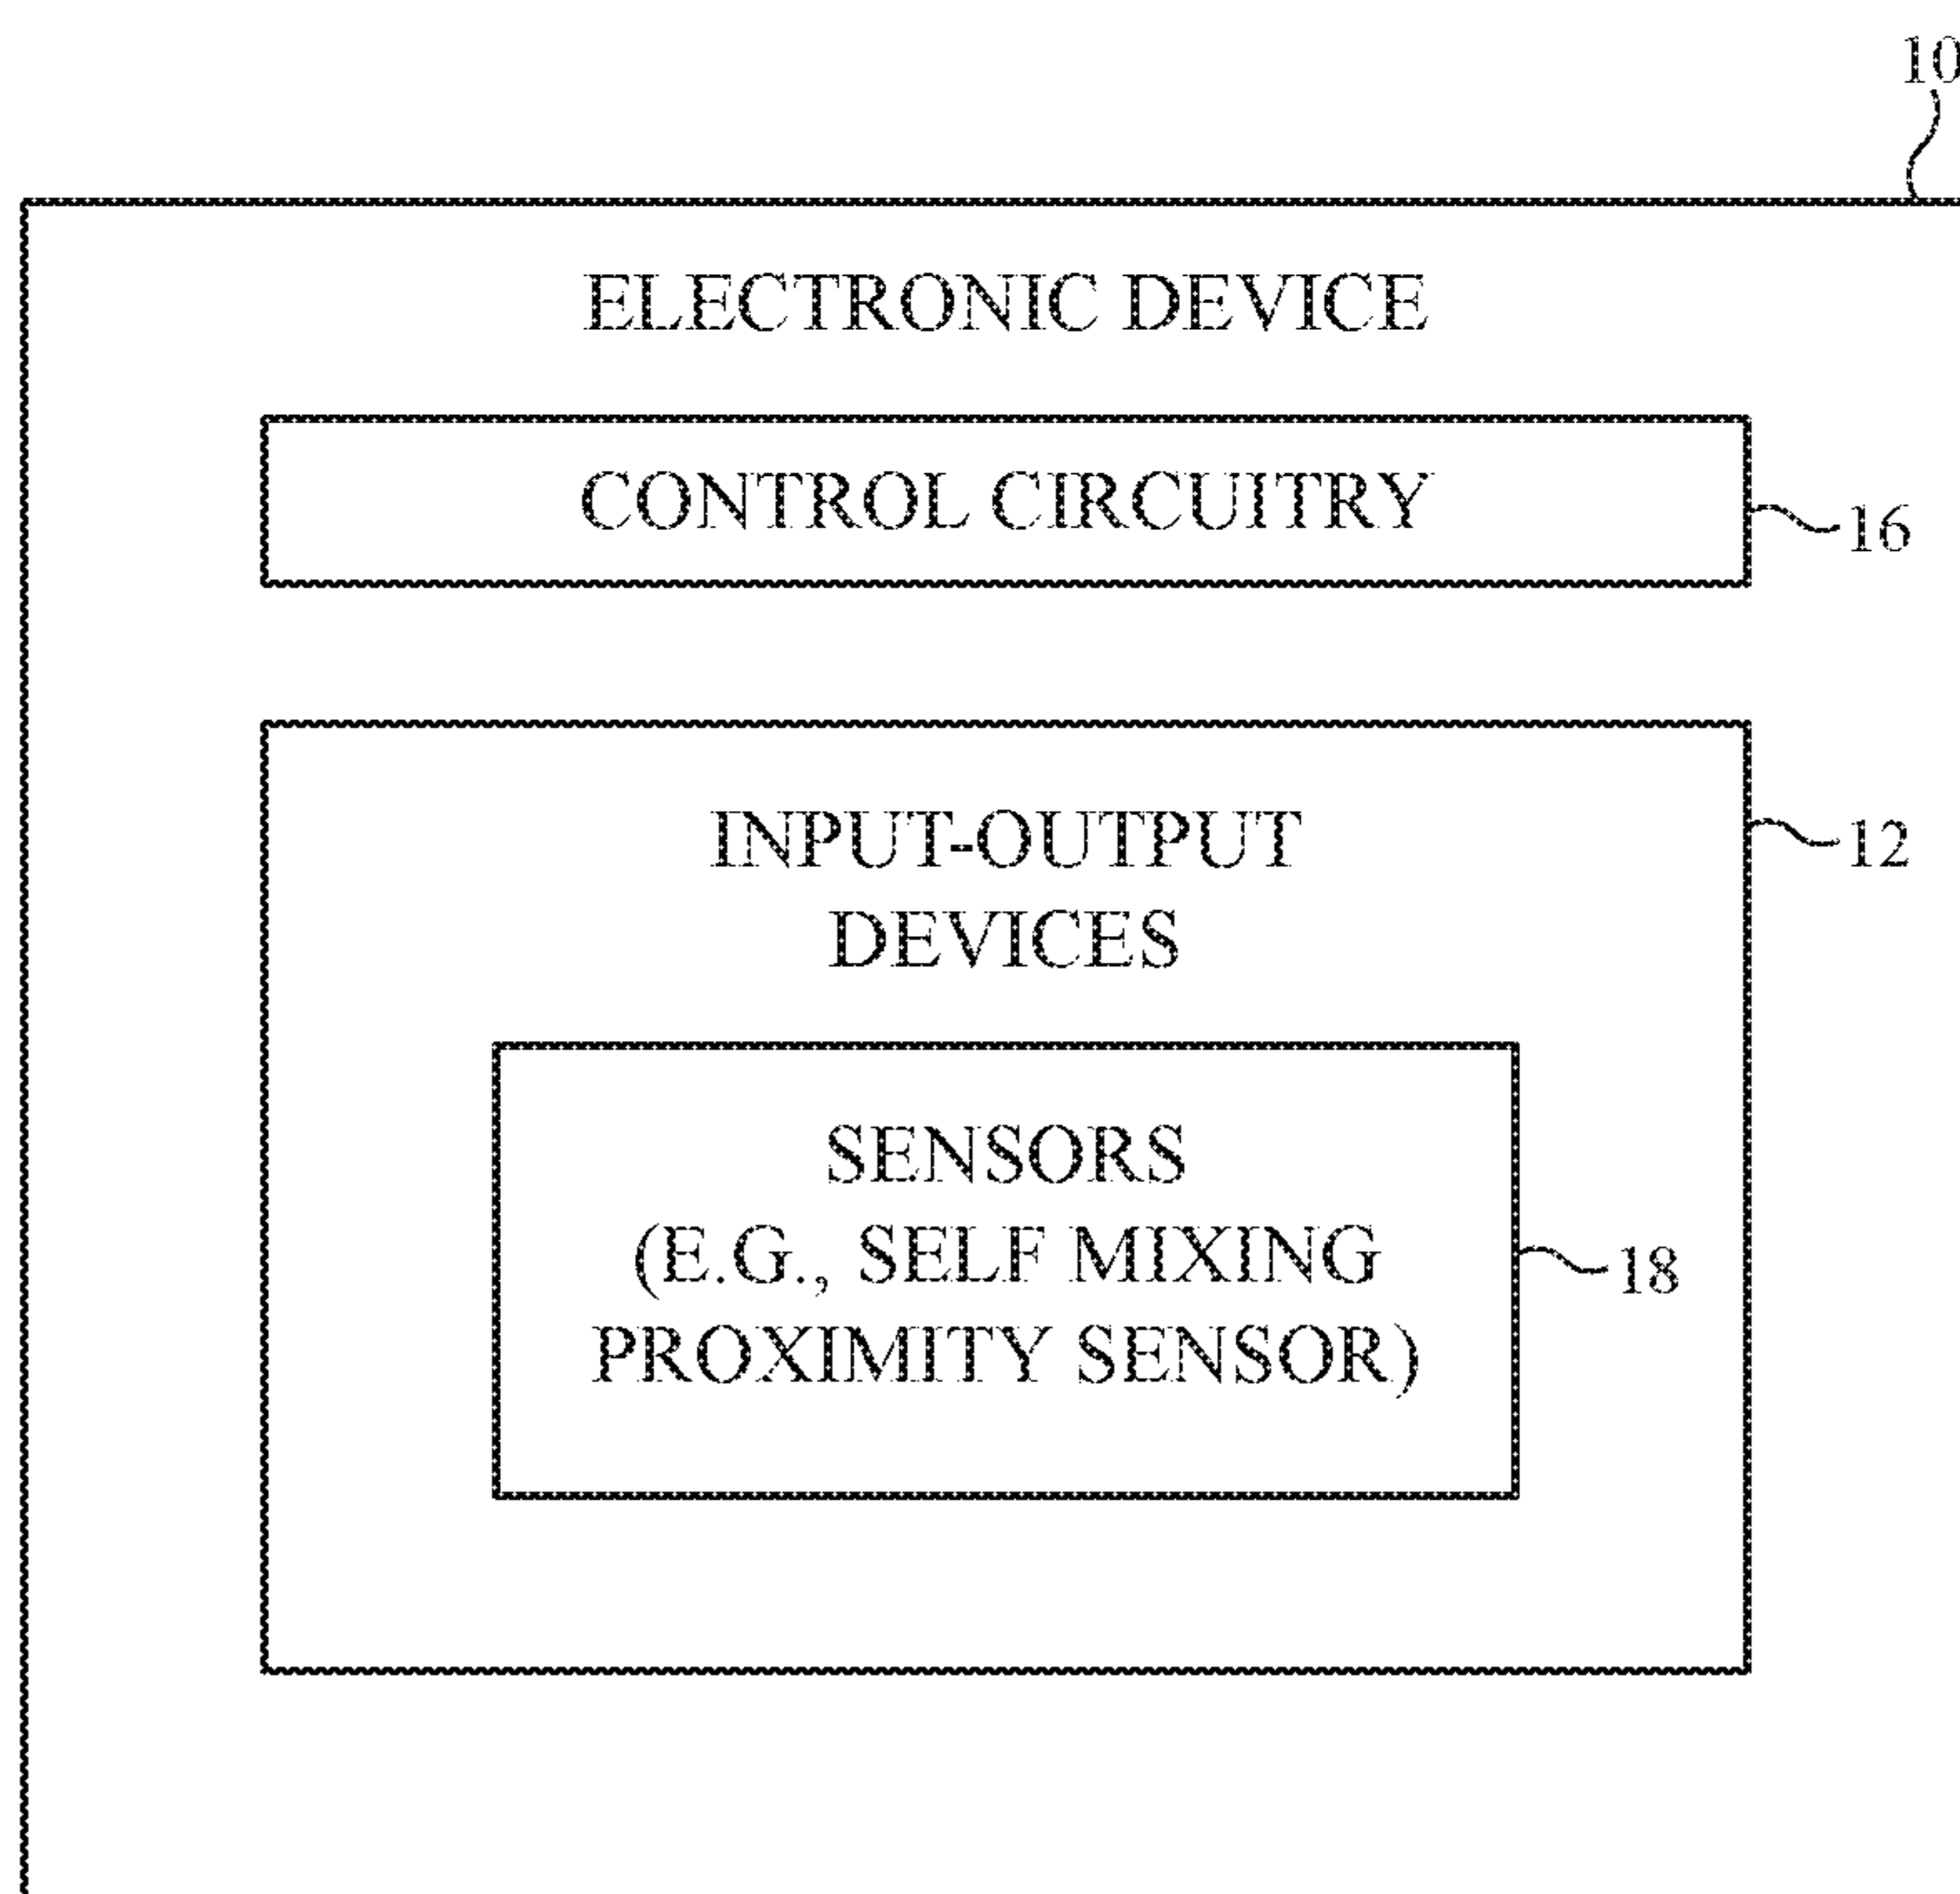 10
ELECTRONIC DEVICE
CONTROL CIRCUITRY
16
INPUT-OUTPUT
DEVICES
12
SENSORS
(E.G., SELF MIXING
PROXIMITY SENSOR)
18